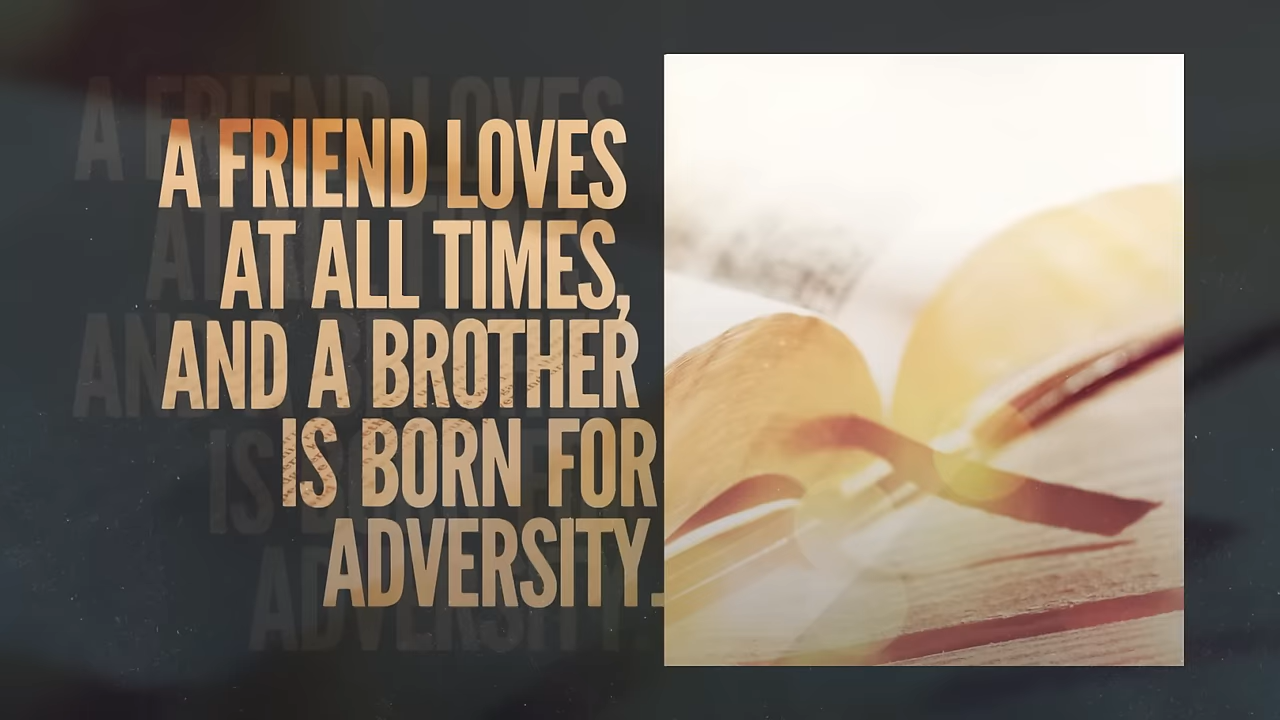 A FRIEND LOVES
AT ALL TIMES,
AND A BROTHER
IS BORN FOR
ADVERSITY.